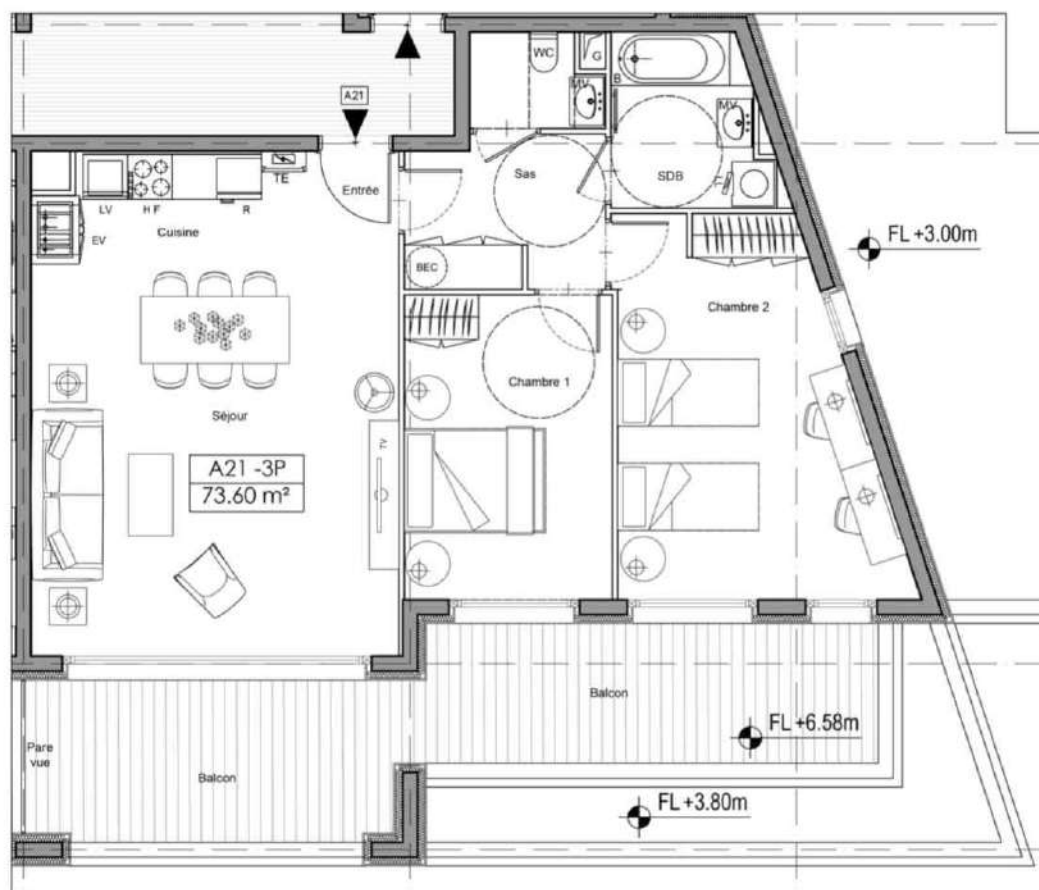 WC
G
B
MV
MV
A21
TE
Entrée
Sas
SDB
LV
H F
R
Cuisine
EV
FL +3.00m
BEC
Chambre 2
Chambre 1
Séjour
TV
A21 -3P
73.60 m²
Balcon
FL +6.58m
Pare
vue
Balcon
FL +3.80m